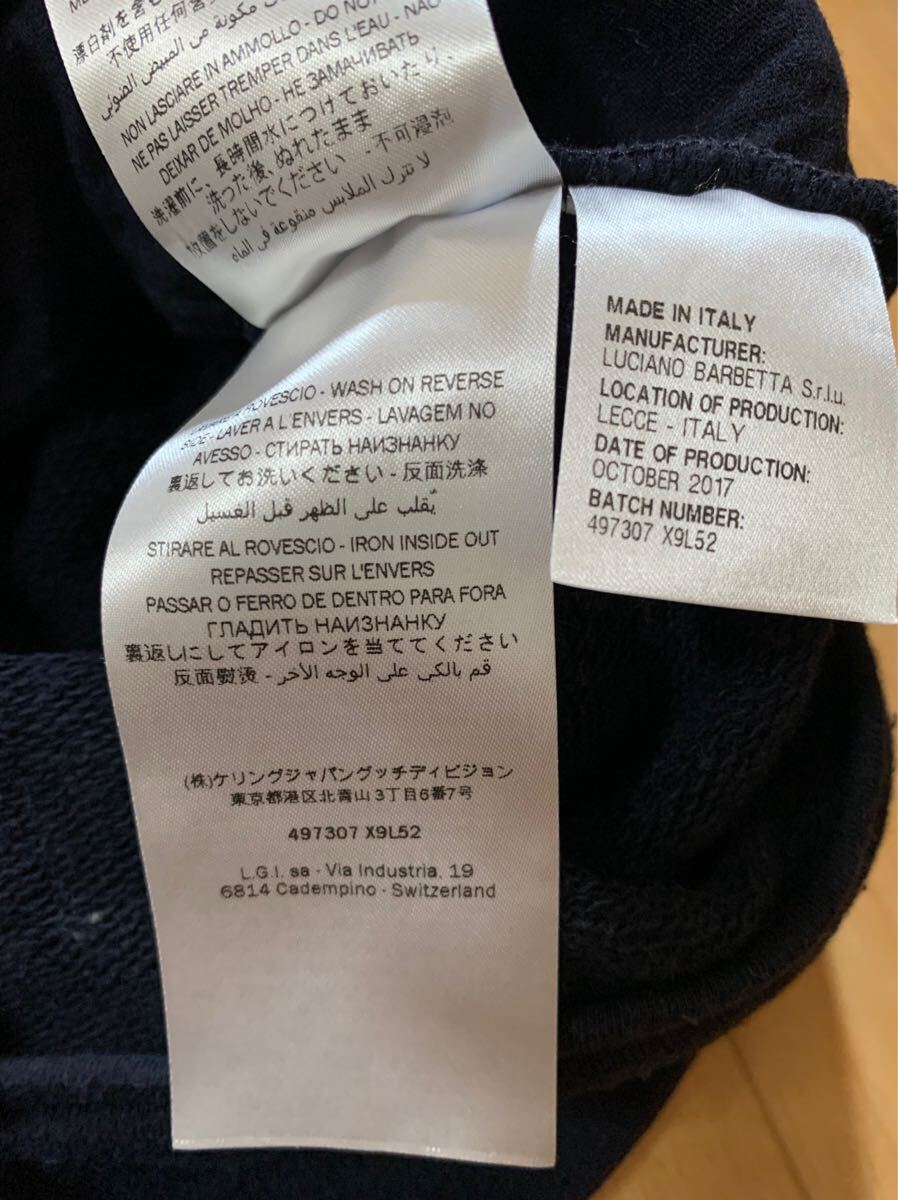 漂白剤を含む
不使用任何含
NON LASCIARE IN AMMOLLO - DO NOT
NE PAS LAISSER TREMPER DANS L'EAU - NÃO
DEIXAR DE MOLHO - НЕ ЗАМАЧИВАТЬ
洗濯前に、長時間水につけておいたり、
洗った後、ぬれたまま
放置をしないでください - 不可浸剂
لا تترك الملابس منقوعة في الماء
ROVESCIO - WASH ON REVERSE
SIDE - LAVER A L'ENVERS - LAVAGEM NO
AVESSO - СТИРАТЬ НАИЗНАНКУ
裏返してお洗いください - 反面洗涤
يُقلب على الظهر قبل الغسيل
STIRARE AL ROVESCIO - IRON INSIDE OUT
REPASSER SUR L'ENVERS
PASSAR O FERRO DE DENTRO PARA FORA
ГЛАДИТЬ НАИЗНАНКУ
裏返しにしてアイロンを当ててください
反面熨烫 - قم بالكي على الوجه الآخر
(株)ケリングジャパングッチディビジョン
東京都港区北青山3丁目6番7号
497307 X9L52
L.G.I. sa - Via Industria, 19
6814 Cadempino - Switzerland
MADE IN ITALY
MANUFACTURER:
LUCIANO BARBETTA S.r.l.u.
LOCATION OF PRODUCTION:
LECCE - ITALY
DATE OF PRODUCTION:
OCTOBER 2017
BATCH NUMBER:
497307 X9L52